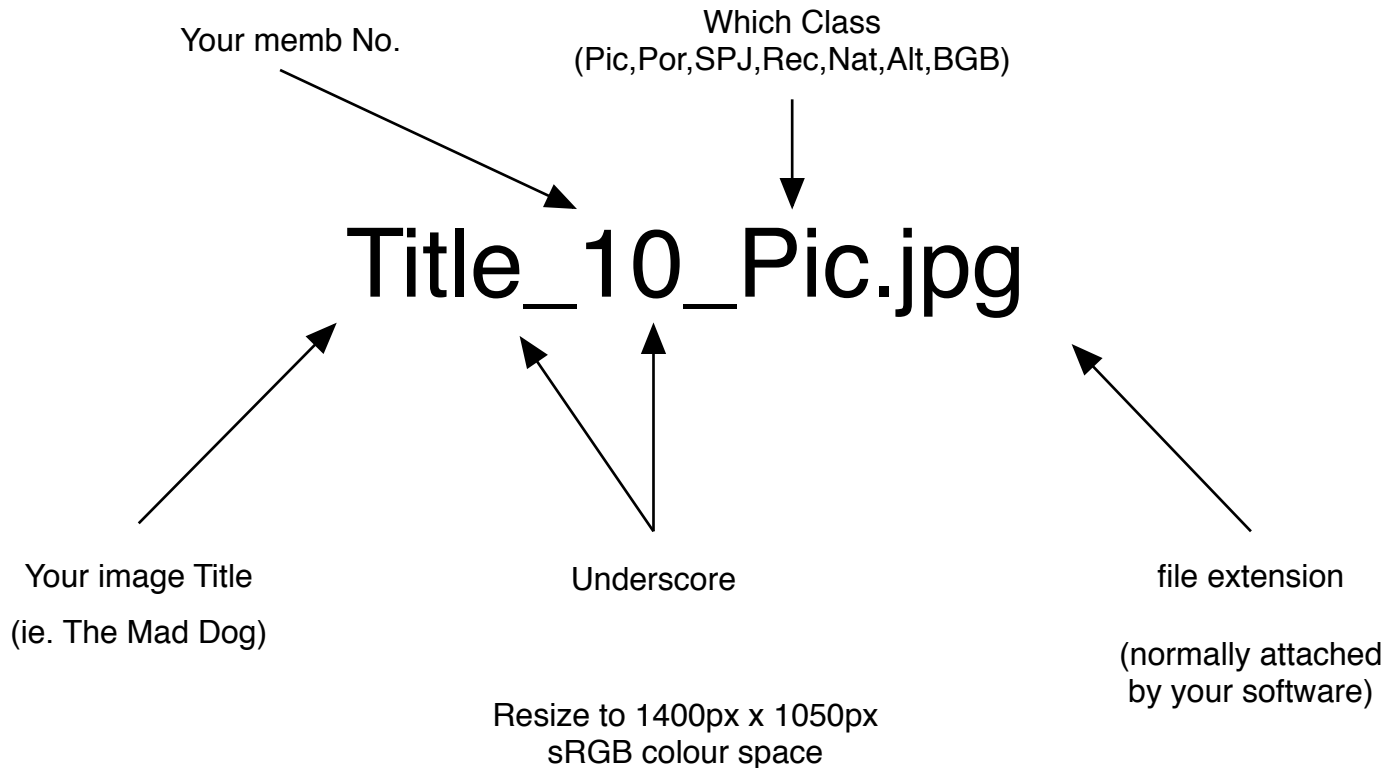 Your memb No.
Which Class
(Pic,Por,SPJ,Rec,Nat,Alt,BGB)
Title_10_Pic.jpg
Your image Title
(ie. The Mad Dog)
Underscore
file extension
(normally attached
by your software)
Resize to 1400px x 1050px
sRGB colour space